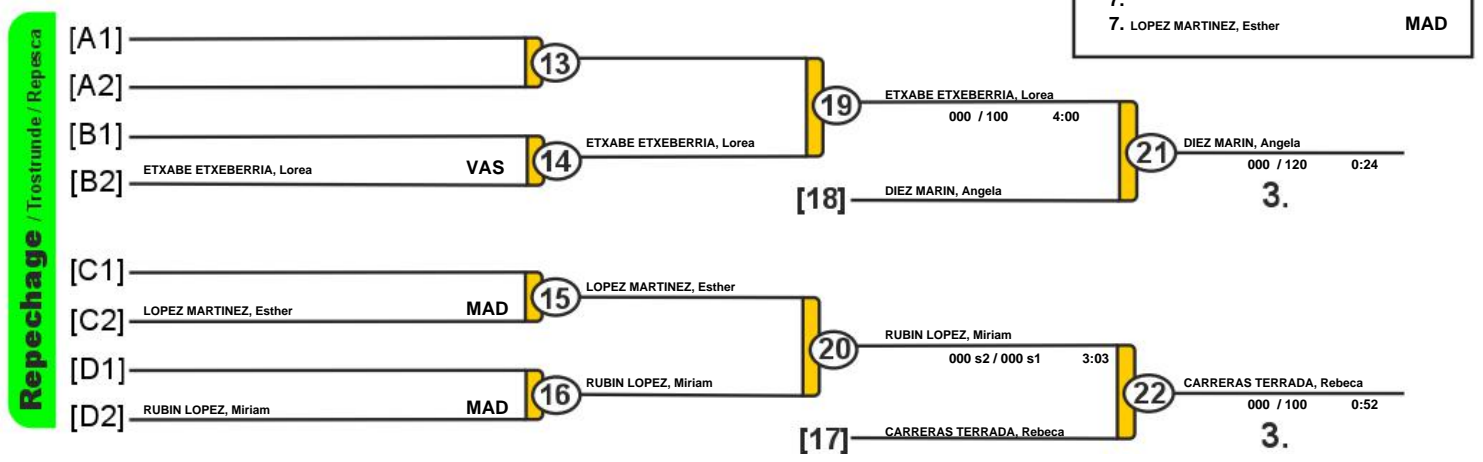 7.
7. LOPEZ MARTINEZ, Esther MAD
Repechage / Trostrunde / Repesca
[A1]
13
[A2]
19
ETXABE ETXEBERRIA, Lorea
000 / 100 4:00
[B1]
14
ETXABE ETXEBERRIA, Lorea
21
DIEZ MARIN, Angela
000 / 120 0:24
[B2] ETXABE ETXEBERRIA, Lorea VAS
[18] DIEZ MARIN, Angela
3.
[C1]
15
LOPEZ MARTINEZ, Esther
[C2] LOPEZ MARTINEZ, Esther MAD
20
RUBIN LOPEZ, Miriam
000 s2 / 000 s1 3:03
[D1]
16
RUBIN LOPEZ, Miriam
22
CARRERAS TERRADA, Rebeca
000 / 100 0:52
[D2] RUBIN LOPEZ, Miriam MAD
[17] CARRERAS TERRADA, Rebeca
3.